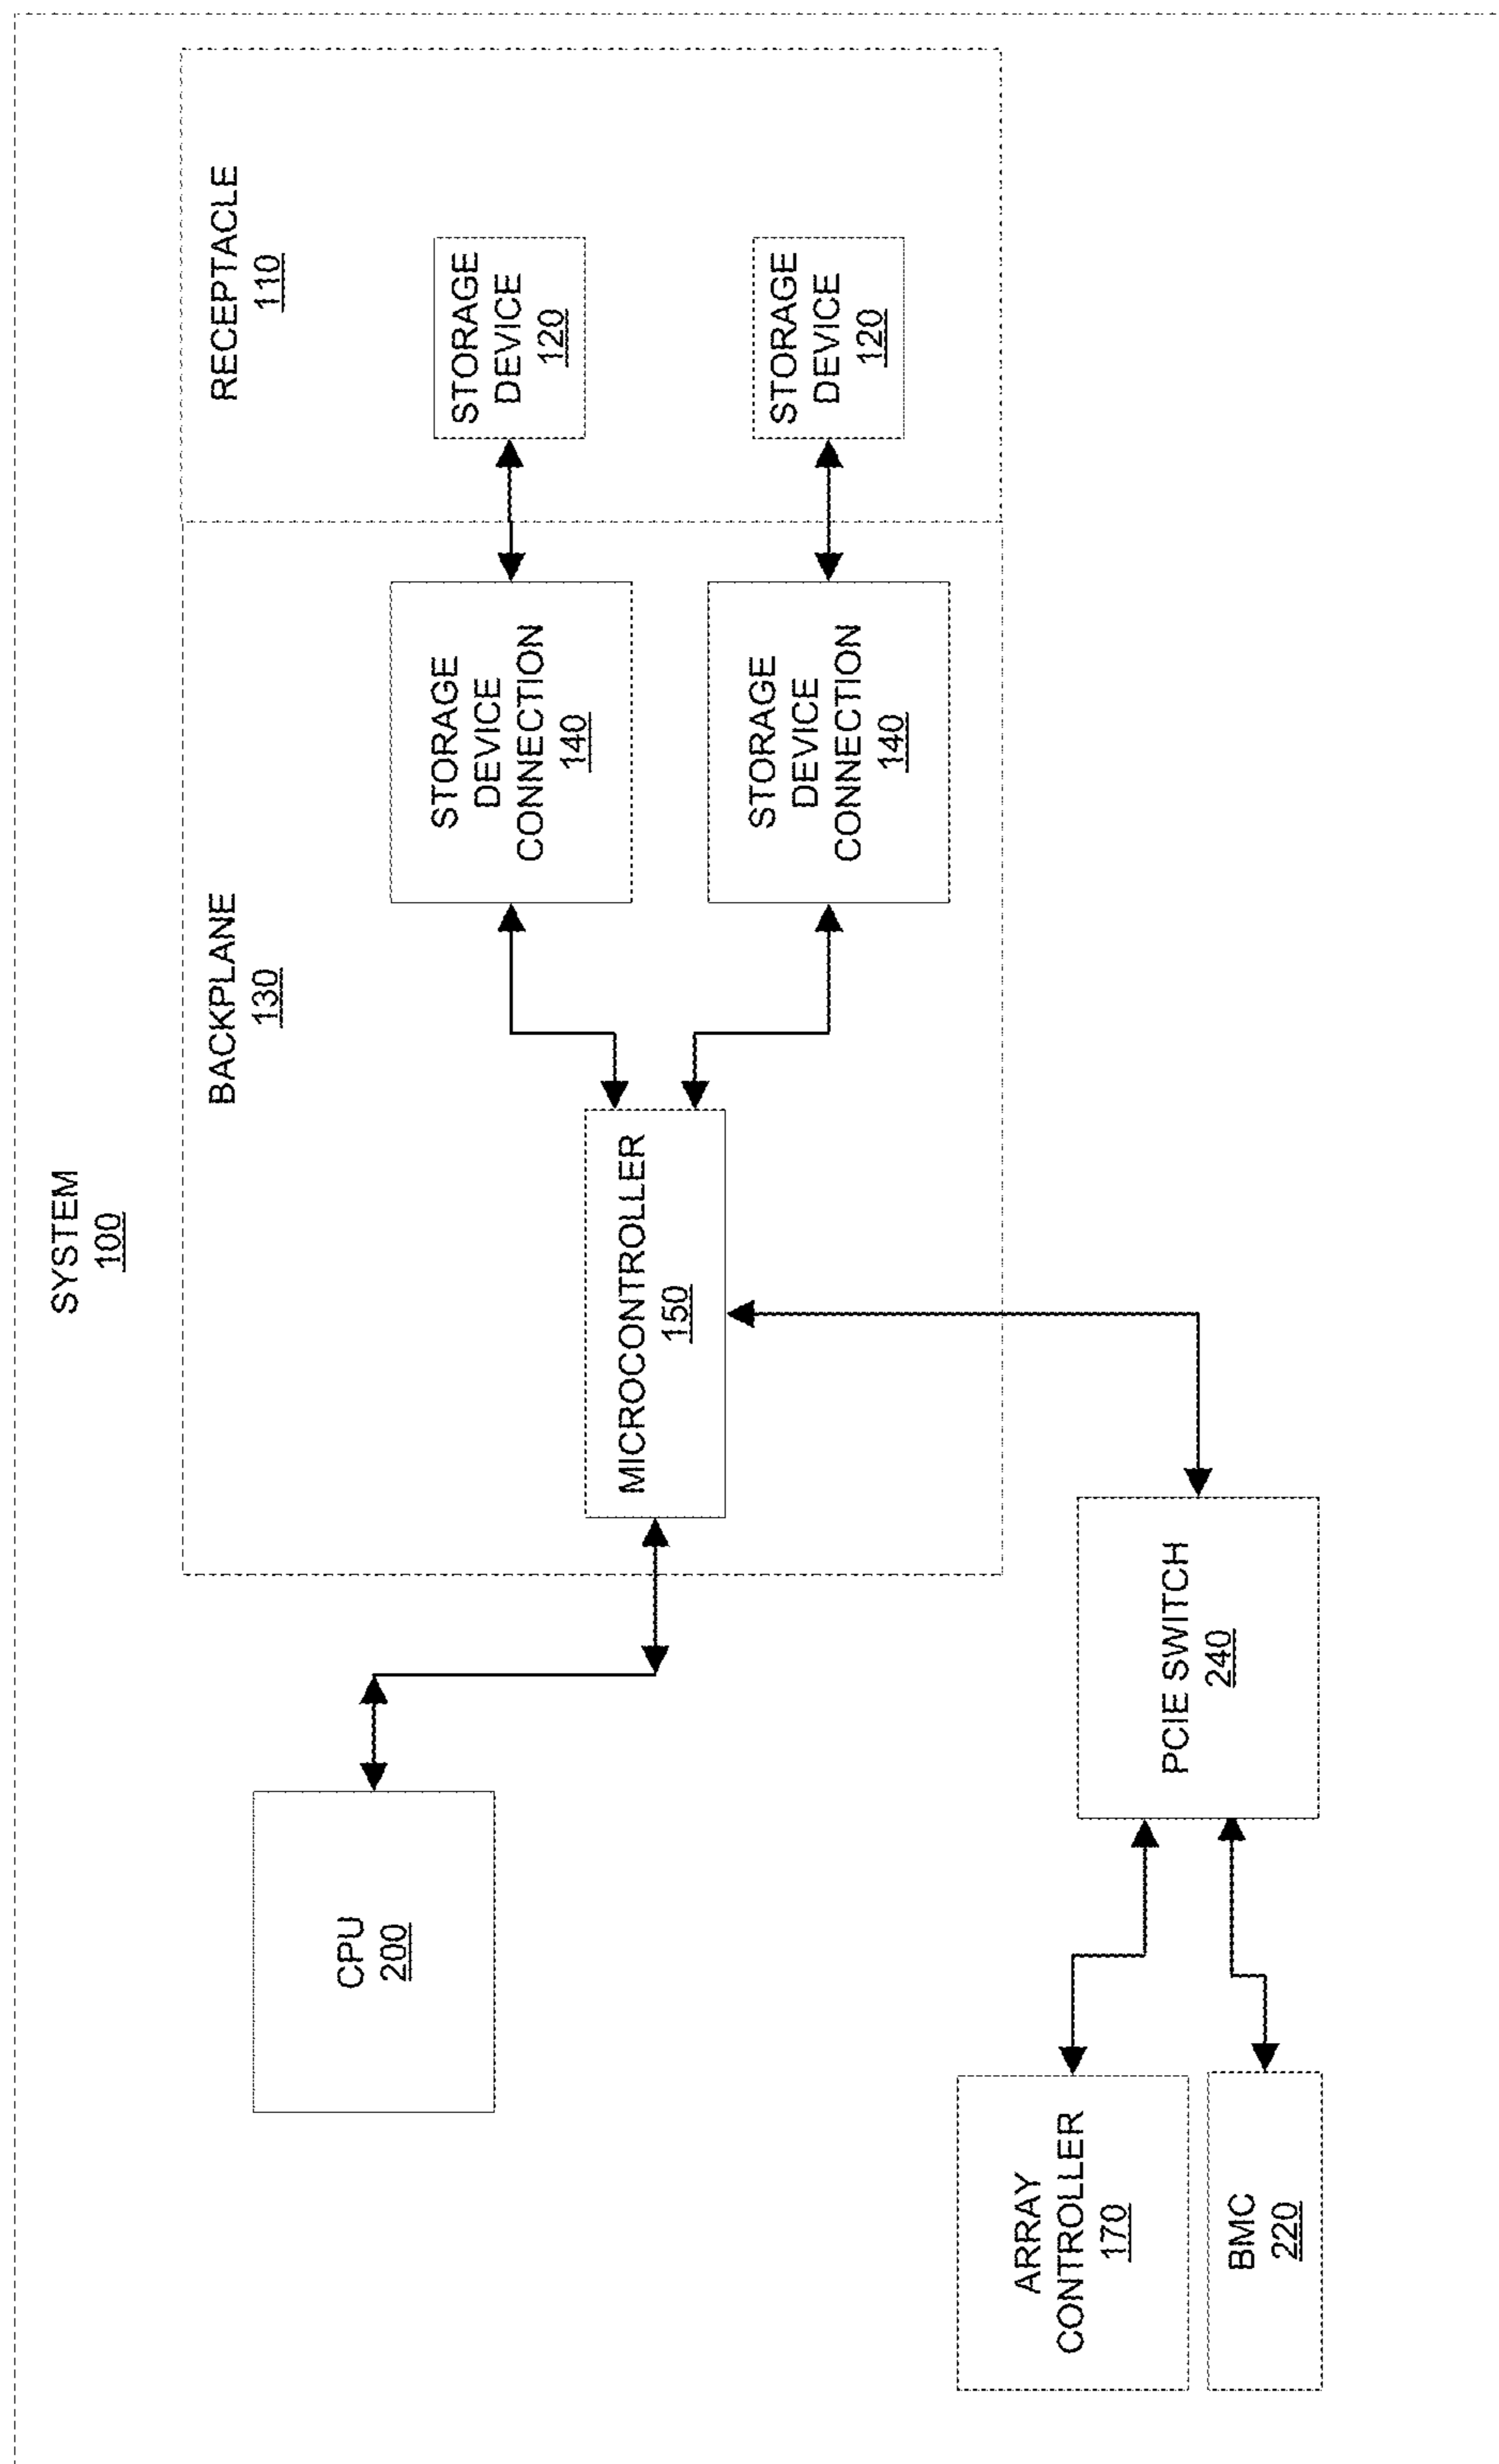 SYSTEM
100
BACKPLANE
130
RECEPTACLE
110
CPU
200
MICROCONTROLLER
150
STORAGE
DEVICE
CONNECTION
140
STORAGE
DEVICE
120
STORAGE
DEVICE
CONNECTION
140
STORAGE
DEVICE
120
ARRAY
CONTROLLER
170
BMC
220
PCIE SWITCH
240